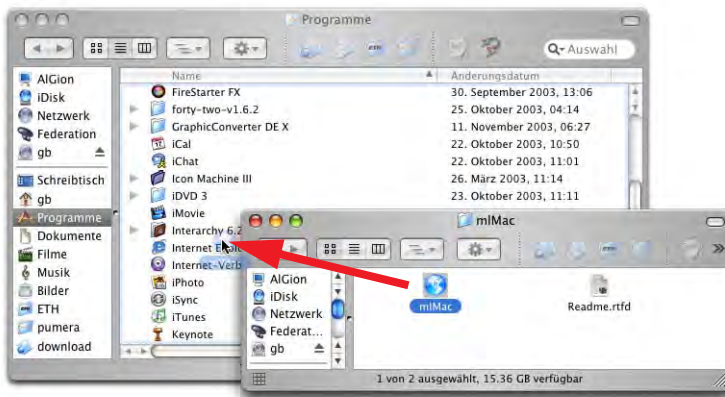 Programme
Auswahl
Name
Änderungsdatum
AlGion
iDisk
Netzwerk
Federation
gb
Schreibtisch
gb
Programme
Dokumente
Filme
Musik
Bilder
ETH
pumera
download
FireStarter FX 30. September 2003, 13:06
forty-two-v1.6.2 25. Oktober 2003, 04:14
GraphicConverter DE X 11. November 2003, 06:27
iCal 22. Oktober 2003, 10:50
iChat 22. Oktober 2003, 11:01
Icon Machine III 26. März 2003, 11:14
iDVD 3 23. Oktober 2003, 11:11
iMovie
Interarchy 6.2
Internet
Internet-Verb
iPhoto
iSync
iTunes
Keynote
mlMac
AlGion
iDisk
Netzwerk
Federat...
gb
mlMac
Readme.rtfd
1 von 2 ausgewählt, 15.36 GB verfügbar